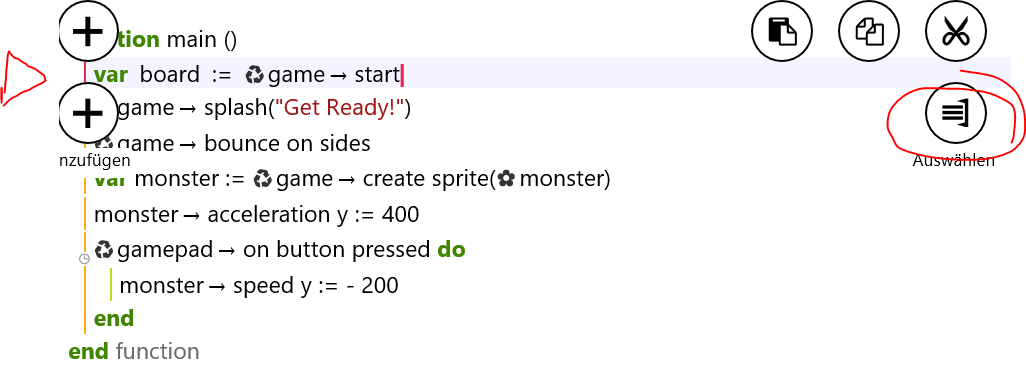 tion main ()
var board := ♻game→start
game→splash("Get Ready!")
♻game→bounce on sides
nzufügen
Auswählen
var monster := ♻game→create sprite(✿monster)
monster→acceleration y := 400
♻gamepad→on button pressed do
monster→speed y := - 200
end
end function